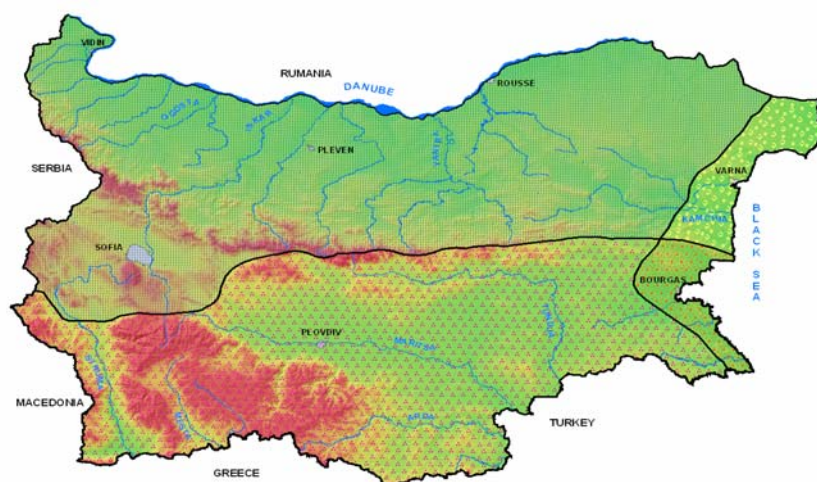 VIDIN
RUMANIA
DANUBE
ROUSSE
OGOSTA
ISKAR
YANTRA
PLEVEN
SERBIA
VARNA
KAMCHIA
BLACK SEA
SOFIA
BOURGAS
TUNDJA
PLOVDIV
MARITSA
STRUMA
MESTA
ARDA
MACEDONIA
TURKEY
GREECE